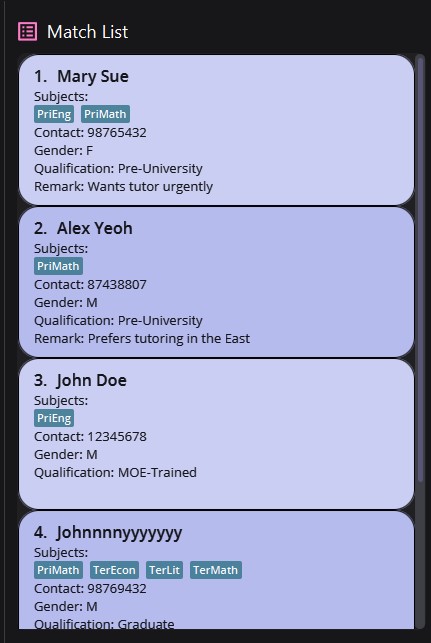 Match List
1. Mary Sue
Subjects:
PriEng PriMath
Contact: 98765432
Gender: F
Qualification: Pre-University
Remark: Wants tutor urgently
2. Alex Yeoh
Subjects:
PriMath
Contact: 87438807
Gender: M
Qualification: Pre-University
Remark: Prefers tutoring in the East
3. John Doe
Subjects:
PriEng
Contact: 12345678
Gender: M
Qualification: MOE-Trained
4. Johnnnnyyyyyyy
Subjects:
PriMath TerEcon TerLit TerMath
Contact: 98769432
Gender: M
Qualification: Graduate